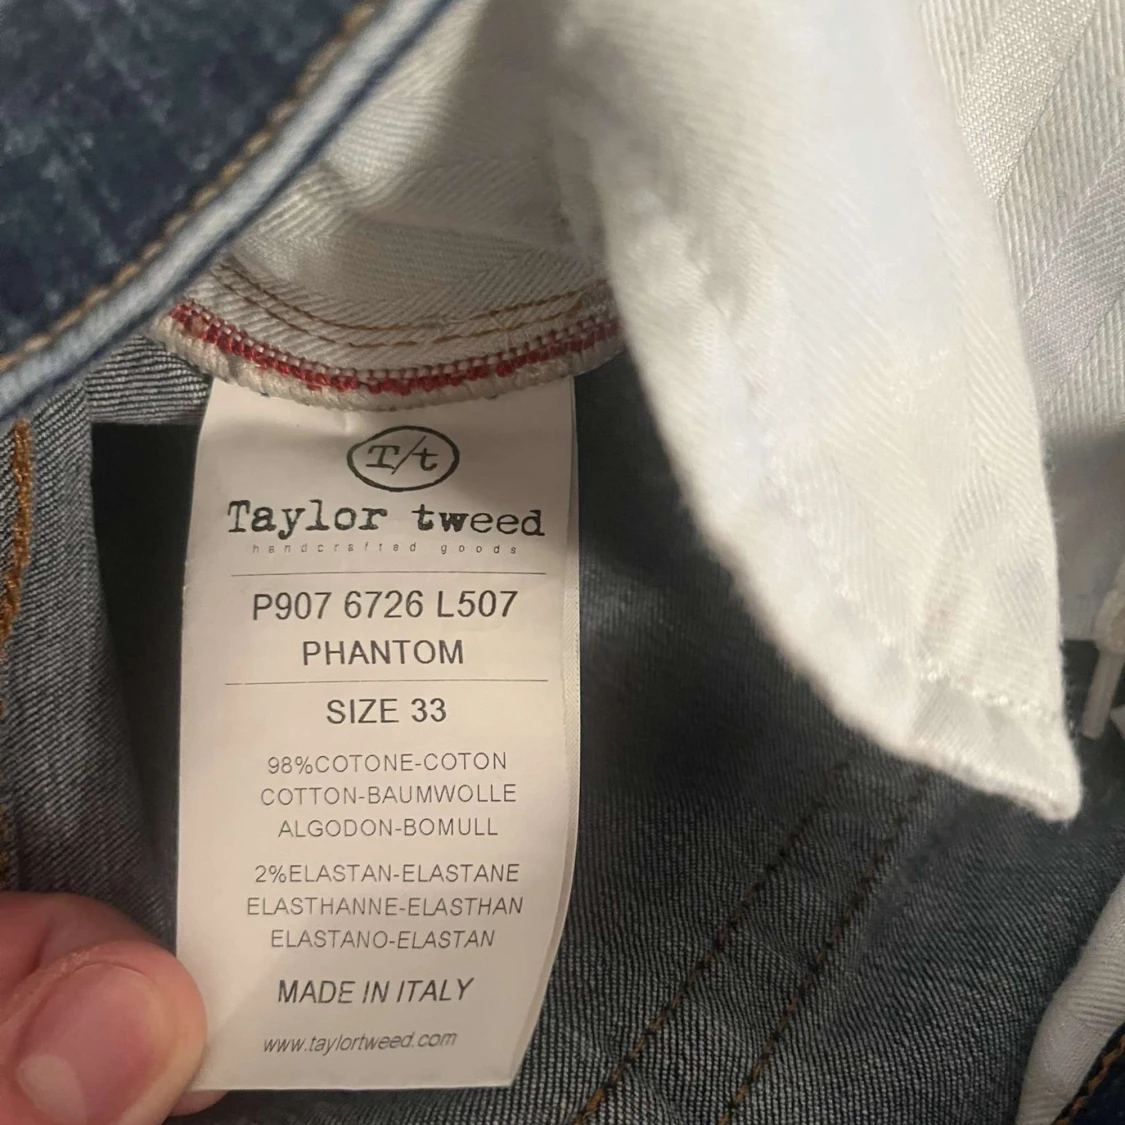 T/t
Taylor tweed
handcrafted goods
P907 6726 L507
PHANTOM
SIZE 33
98%COTONE-COTON
COTTON-BAUMWOLLE
ALGODON-BOMULL
2%ELASTAN-ELASTANE
ELASTHANNE-ELASTHAN
ELASTANO-ELASTAN
MADE IN ITALY
www.taylortweed.com